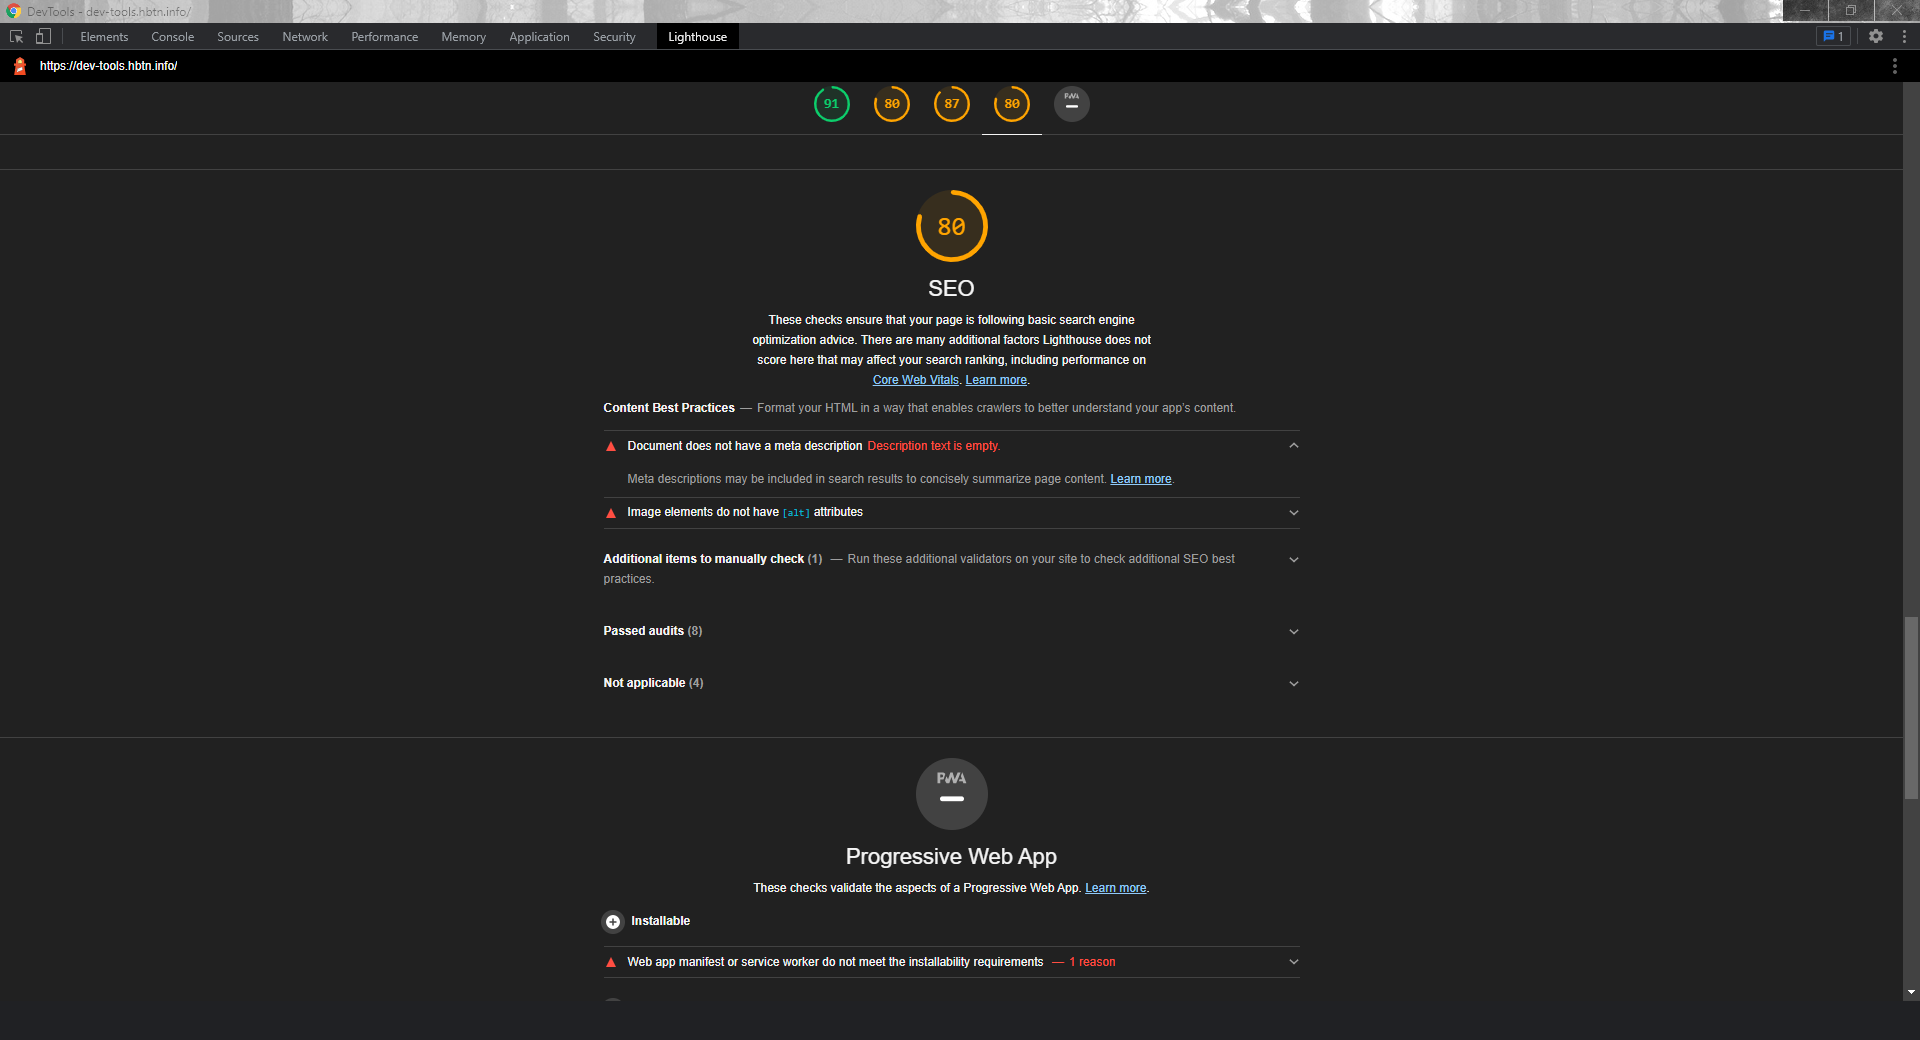 DevTools - dev-tools.hbtn.info/
Elements Console Sources Network Performance Memory Application Security Lighthouse 1
https://dev-tools.hbtn.info/
91 80 87 80 PWA
80
SEO
These checks ensure that your page is following basic search engine
optimization advice. There are many additional factors Lighthouse does not
score here that may affect your search ranking, including performance on
Core Web Vitals. Learn more.
Content Best Practices — Format your HTML in a way that enables crawlers to better understand your app's content.
Document does not have a meta description Description text is empty.
Meta descriptions may be included in search results to concisely summarize page content. Learn more.
Image elements do not have [alt] attributes
Additional items to manually check (1) — Run these additional validators on your site to check additional SEO best
practices.
Passed audits (8)
Not applicable (4)
PWA
Progressive Web App
These checks validate the aspects of a Progressive Web App. Learn more.
Installable
Web app manifest or service worker do not meet the installability requirements — 1 reason